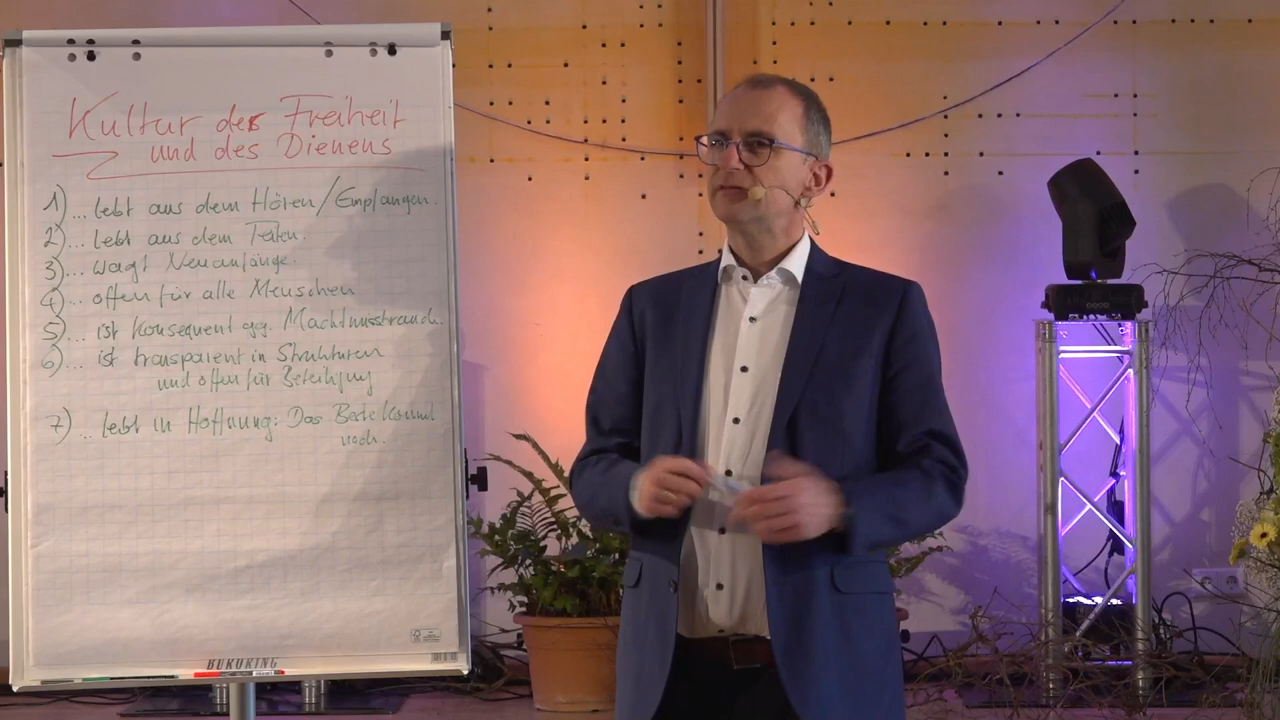 Kultur der Freiheit
und des Dienens
1) ... lebt aus dem Hören/Empfangen.
2) ... lebt aus dem Teilen.
3) ... wagt Neuanfänge.
4) ... offen für alle Menschen
5) ... ist konsequent ggg. Machtmissbrauch.
6) ... ist transparent in Strukturen
und offen für Beteiligung
7) ... lebt in Hoffnung: Das Beste kommt
noch.
BÜRORING